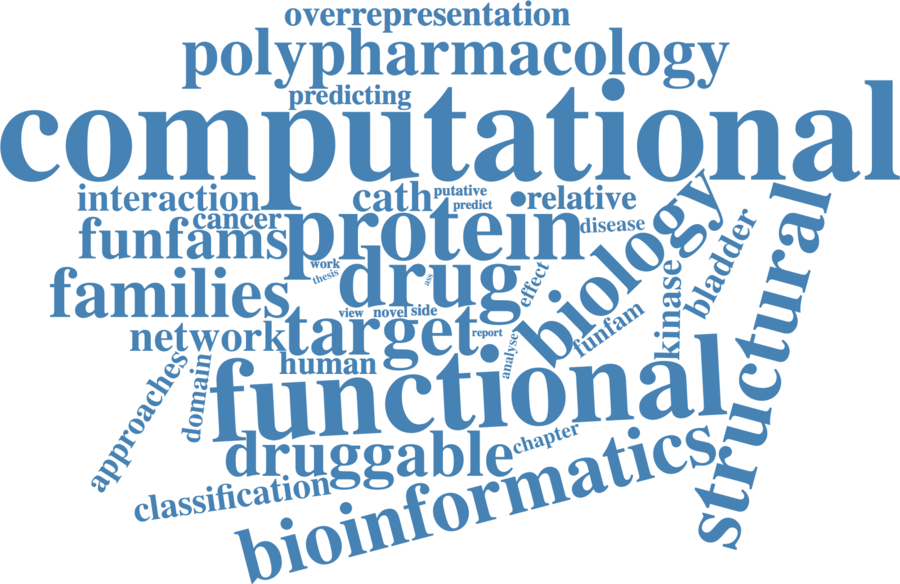 overrepresentation
polypharmacology
predicting
computational
interaction
cath
putative
predict
relative
cancer
funfams
protein
disease
biology
bladder
structural
work
thesis
drug
ass
effect
kinase
families
view
novel
side
funfam
network
target
report
analyse
human
approaches
domain
functional
druggable
chapter
classification
bioinformatics